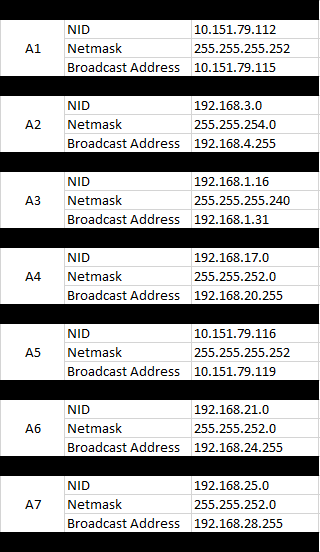 NID 10.151.79.112
A1 Netmask 255.255.255.252
Broadcast Address 10.151.79.115
NID 192.168.3.0
A2 Netmask 255.255.254.0
Broadcast Address 192.168.4.255
NID 192.168.1.16
A3 Netmask 255.255.255.240
Broadcast Address 192.168.1.31
NID 192.168.17.0
A4 Netmask 255.255.252.0
Broadcast Address 192.168.20.255
NID 10.151.79.116
A5 Netmask 255.255.255.252
Broadcast Address 10.151.79.119
NID 192.168.21.0
A6 Netmask 255.255.252.0
Broadcast Address 192.168.24.255
NID 192.168.25.0
A7 Netmask 255.255.252.0
Broadcast Address 192.168.28.255